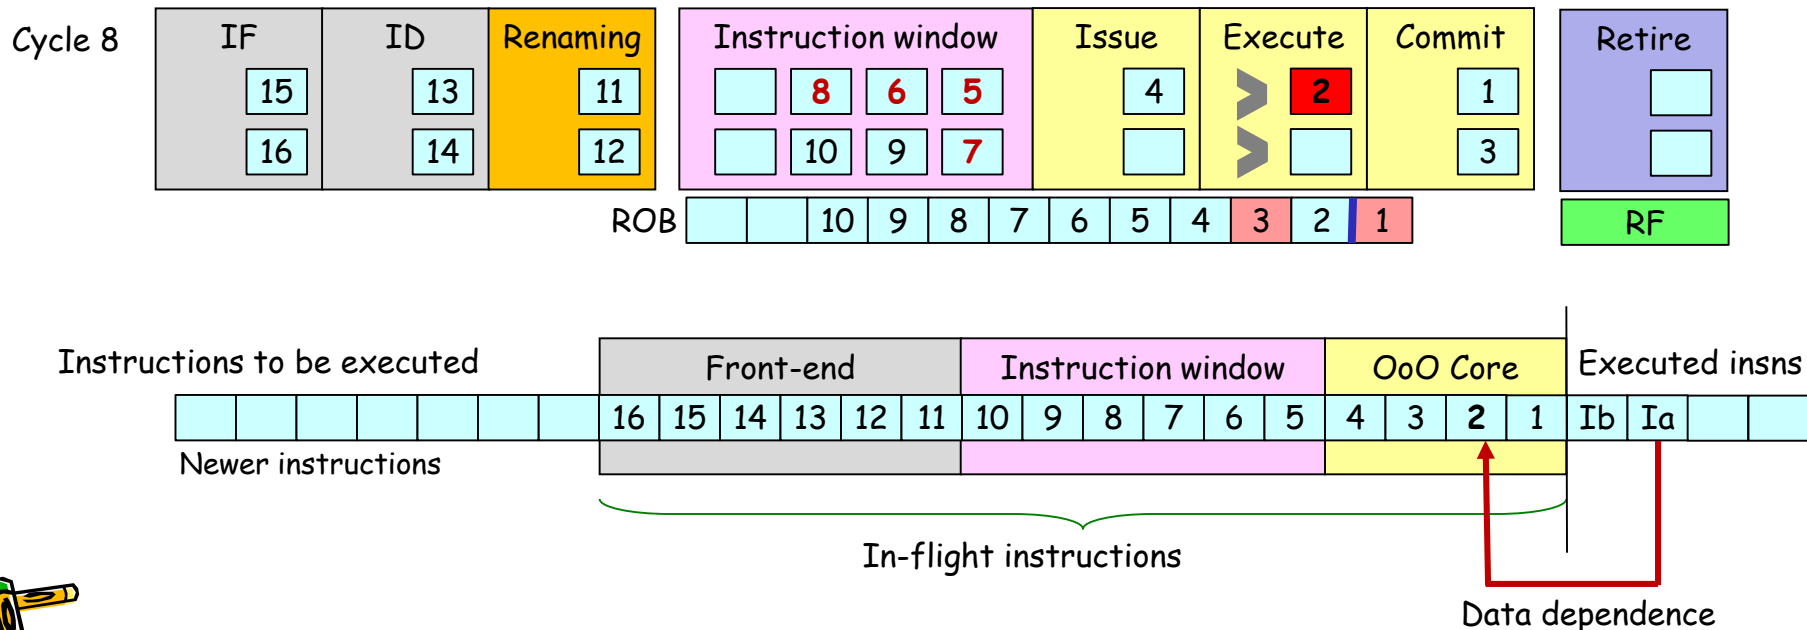 Cycle 8
IF ID Renaming Instruction window Issue Execute Commit Retire
15 13 11 8 6 5 4 2 1
16 14 12 10 9 7 3
ROB 10 9 8 7 6 5 4 3 2 1 RF
Instructions to be executed Front-end Instruction window OoO Core Executed insns
16 15 14 13 12 11 10 9 8 7 6 5 4 3 2 1 Ib Ia
Newer instructions
In-flight instructions
Data dependence